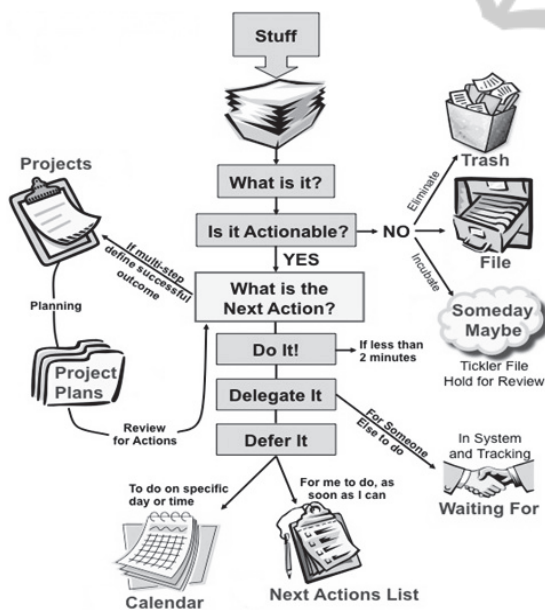 Stuff
What is it?
Is it Actionable?
NO
Eliminate
Trash
File
Incubate
Someday
Maybe
Tickler File
Hold for Review
YES
Projects
If multi-step
define successful
outcome
Planning
Project
Plans
Review
for Actions
What is the
Next Action?
Do It!
If less than
2 minutes
Delegate It
For Someone
Else to do
In System
and Tracking
Waiting For
Defer It
To do on specific
day or time
Calendar
For me to do, as
soon as I can
Next Actions List